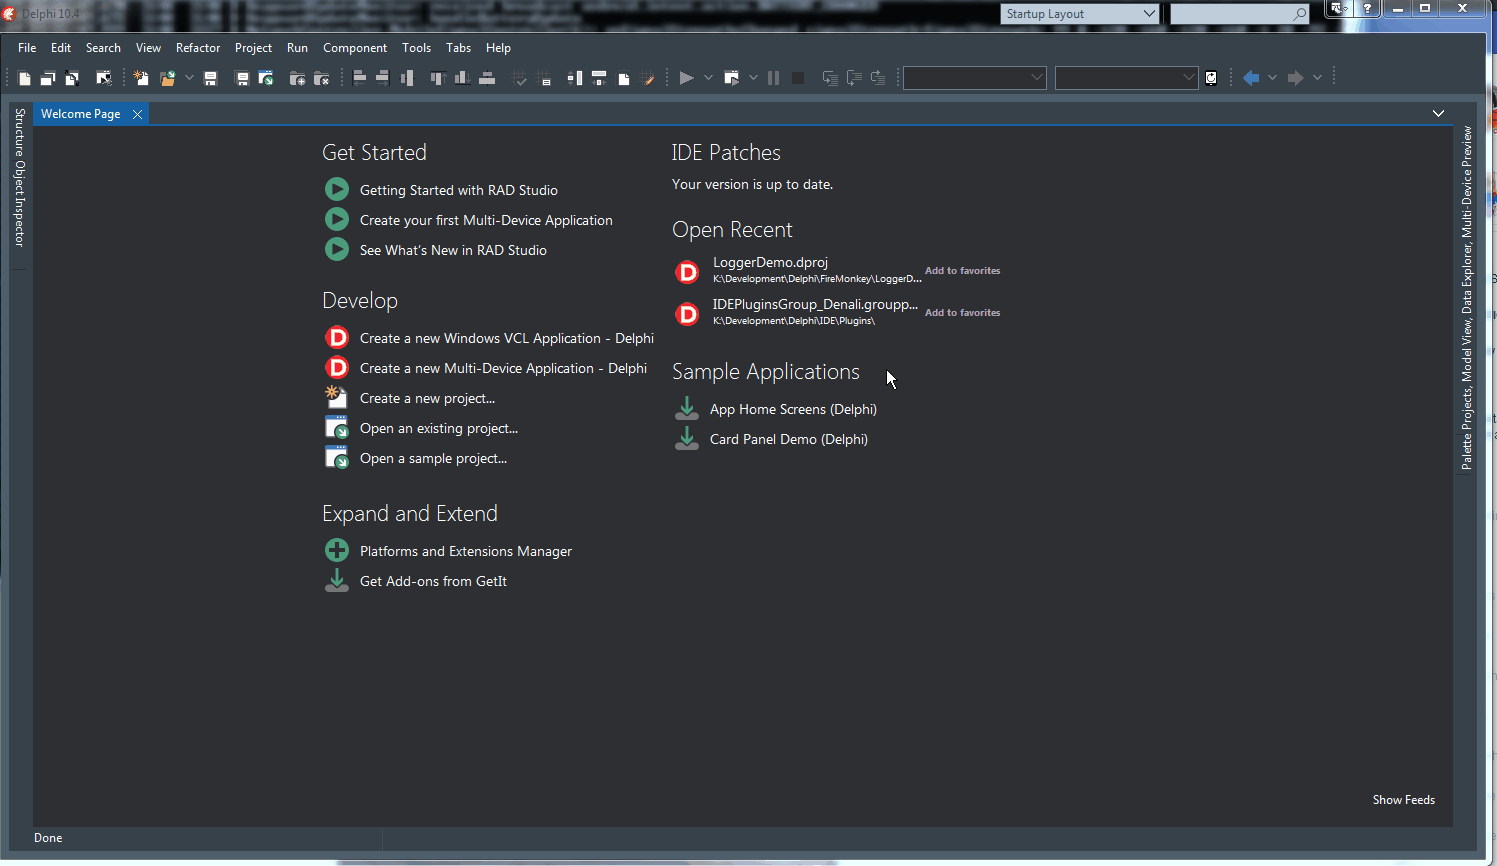 Delphi 10.4
Startup Layout
File Edit Search View Refactor Project Run Component Tools Tabs Help
Structure Object Inspector
Welcome Page
Get Started
Getting Started with RAD Studio
Create your first Multi-Device Application
See What's New in RAD Studio
Develop
Create a new Windows VCL Application - Delphi
Create a new Multi-Device Application - Delphi
Create a new project...
Open an existing project...
Open a sample project...
Expand and Extend
Platforms and Extensions Manager
Get Add-ons from GetIt
IDE Patches
Your version is up to date.
Open Recent
LoggerDemo.dproj
K:\Development\Delphi\FireMonkey\LoggerD...
Add to favorites
IDEPluginsGroup_Denali.groupp...
K:\Development\Delphi\IDE\Plugins\
Add to favorites
Sample Applications
App Home Screens (Delphi)
Card Panel Demo (Delphi)
Palette Projects, Model View, Data Explorer, Multi-Device Preview
Show Feeds
Done